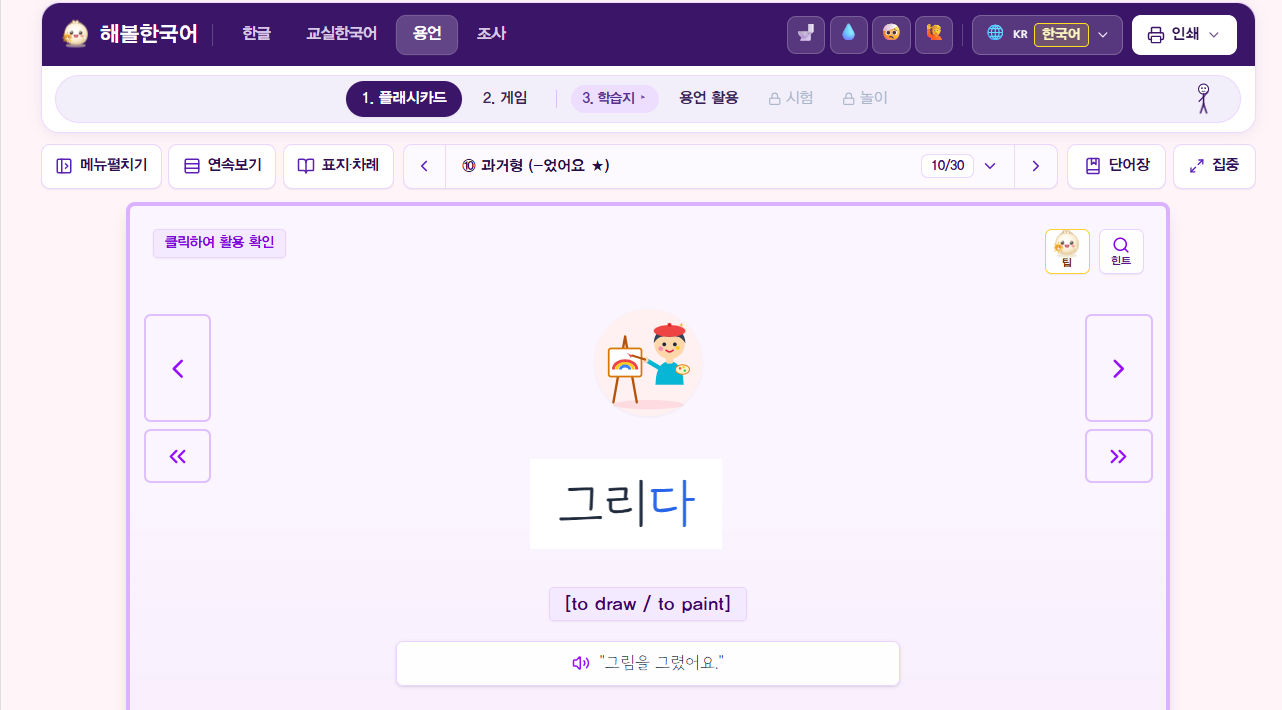 해볼한국어 한글 교실한국어 용언 조사 KR 한국어 인쇄
1. 플래시카드 2. 게임 3. 학습지 ▸ 용언 활용 시험 놀이
메뉴펼치기 연속보기 표지·차례 ⑩ 과거형 (–었어요 ★) 10/30 단어장 집중
클릭하여 활용 확인
팁 힌트
그리다
[to draw / to paint]
"그림을 그렸어요."